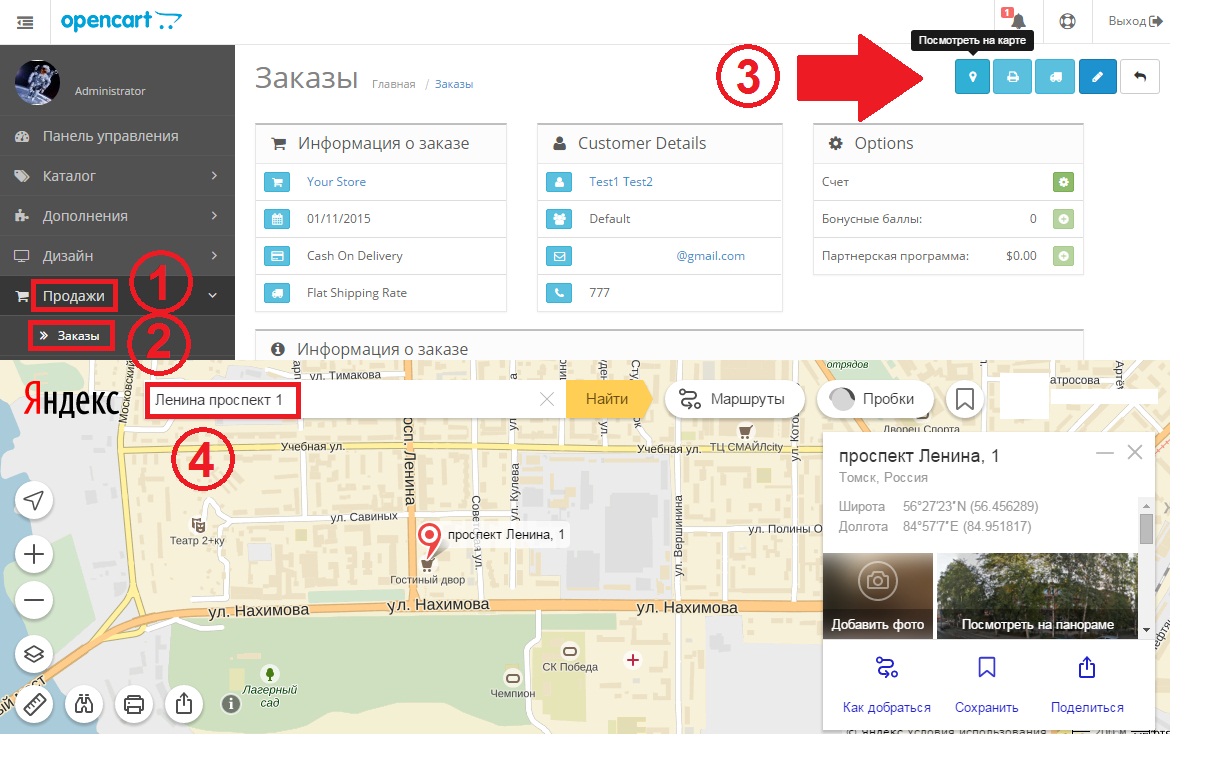 opencart
1
Выход
Посмотреть на карте
Administrator
Заказы
Главная / Заказы
3
Панель управления
Каталог
Дополнения
Дизайн
Продажи
1
Заказы
2
Информация о заказе
Your Store
01/11/2015
Cash On Delivery
Flat Shipping Rate
Customer Details
Test1 Test2
Default
@gmail.com
777
Options
Счет
Бонусные баллы: 0
Партнерская программа: $0.00
Информация о заказе
Яндекс
Ленина проспект 1
Найти
Маршруты
Пробки
4
Московский
ул. Тимакова
отрядов
атросова
Дворец Спорта
Учебная ул.
Учебная ул.
ТЦ СМАЙЛcity
осп. Ленина
ул. Кулева
ул. Савиных
ул. Вершинина
ул. Полины О
Театр 2+ку
проспект Ленина, 1
Гостиный двор
ул. Нахимова
ул. Нахимова
ул. Нахимова
СК Победа
Чемпион
Лагерный
сад
проспект Ленина, 1
Томск, Россия
Широта 56°27'23"N (56.456289)
Долгота 84°57'7"E (84.951817)
Добавить фото
Посмотреть на панораме
Как добраться
Сохранить
Поделиться
© Яндекс Условия использования
200 м